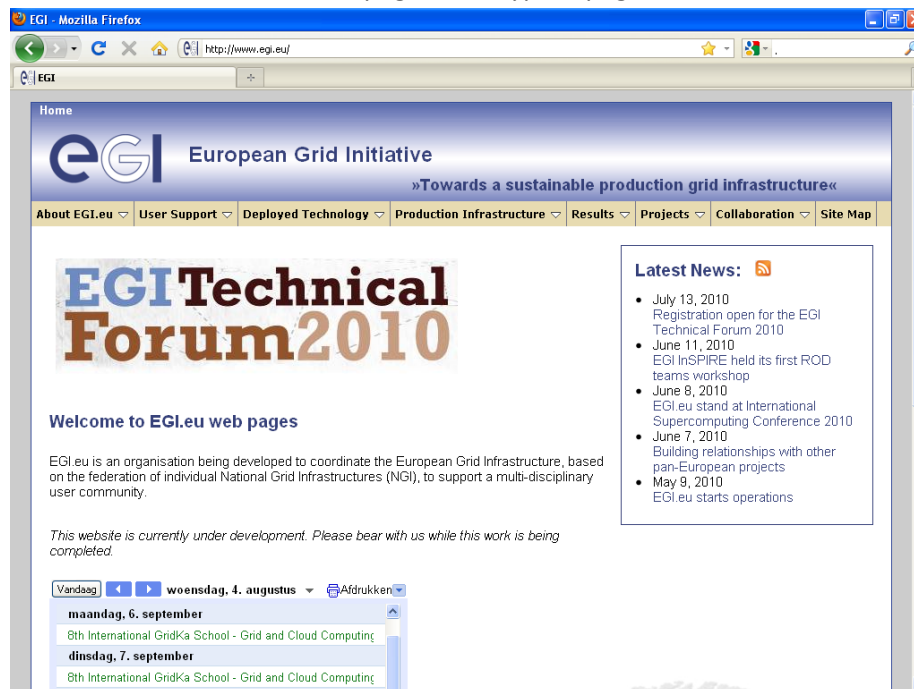 EGI - Mozilla Firefox
http://www.egi.eu/
EGI
Home
eGI
European Grid Initiative
»Towards a sustainable production grid infrastructure«
About EGI.eu User Support Deployed Technology Production Infrastructure Results Projects Collaboration Site Map
EGI Technical
Forum2010
Welcome to EGI.eu web pages
EGI.eu is an organisation being developed to coordinate the European Grid Infrastructure, based
on the federation of individual National Grid Infrastructures (NGI), to support a multi-disciplinary
user community.
This website is currently under development. Please bear with us while this work is being
completed.
Vandaag woensdag, 4. augustus Afdrukken
maandag, 6. september
8th International GridKa School - Grid and Cloud Computing
dinsdag, 7. september
8th International GridKa School - Grid and Cloud Computing
Latest News:
July 13, 2010
Registration open for the EGI
Technical Forum 2010
June 11, 2010
EGI InSPIRE held its first ROD
teams workshop
June 8, 2010
EGI.eu stand at International
Supercomputing Conference 2010
June 7, 2010
Building relationships with other
pan-European projects
May 9, 2010
EGI.eu starts operations